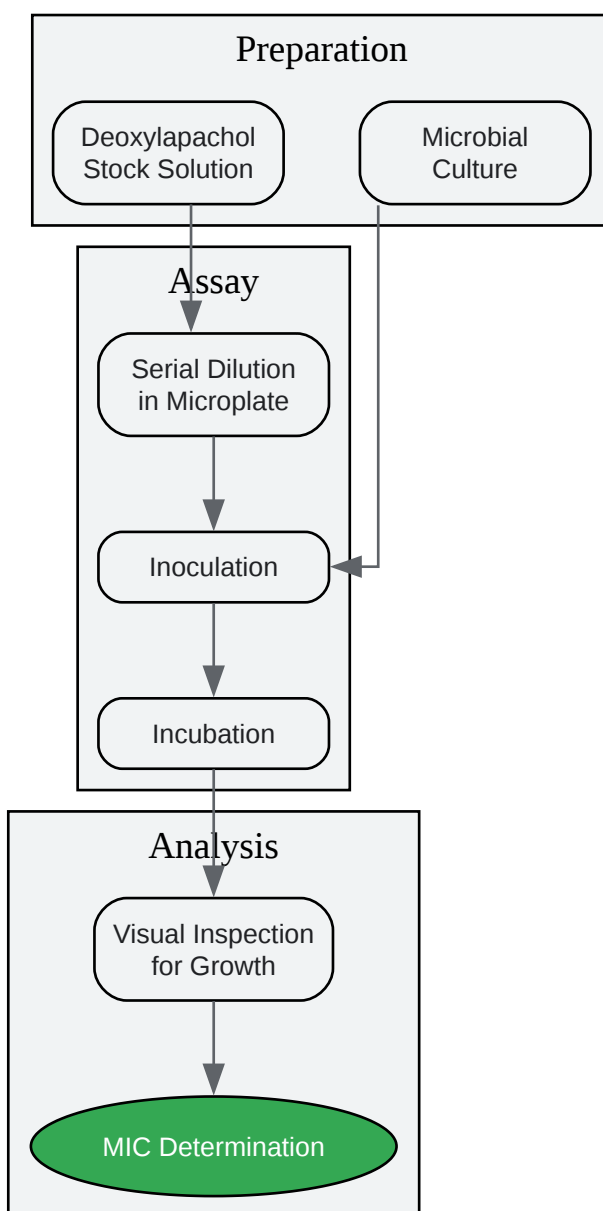 Preparation
Deoxylapachol
Stock Solution
Microbial
Culture
Assay
Serial Dilution
in Microplate
Inoculation
Incubation
Analysis
Visual Inspection
for Growth
MIC Determination